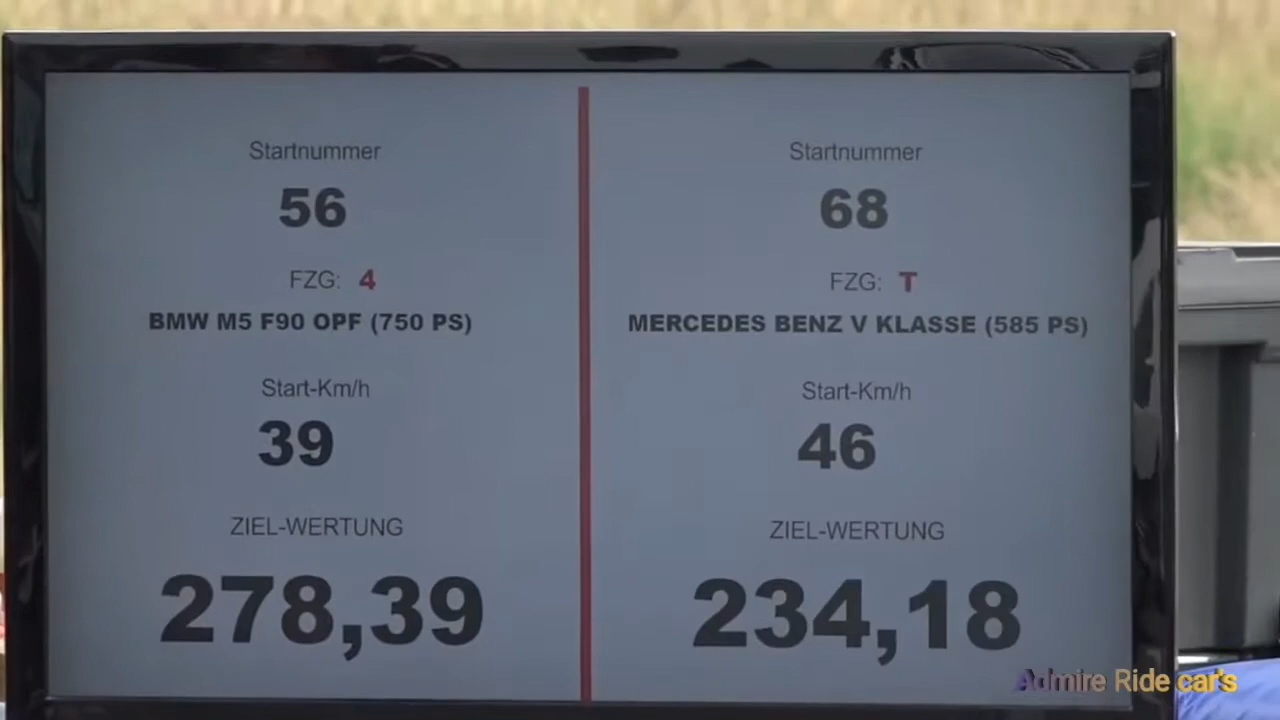 Startnummer
56
FZG: 4
BMW M5 F90 OPF (750 PS)
Start-Km/h
39
ZIEL-WERTUNG
278,39
Startnummer
68
FZG: T
MERCEDES BENZ V KLASSE (585 PS)
Start-Km/h
46
ZIEL-WERTUNG
234,18
Admire Ride car's